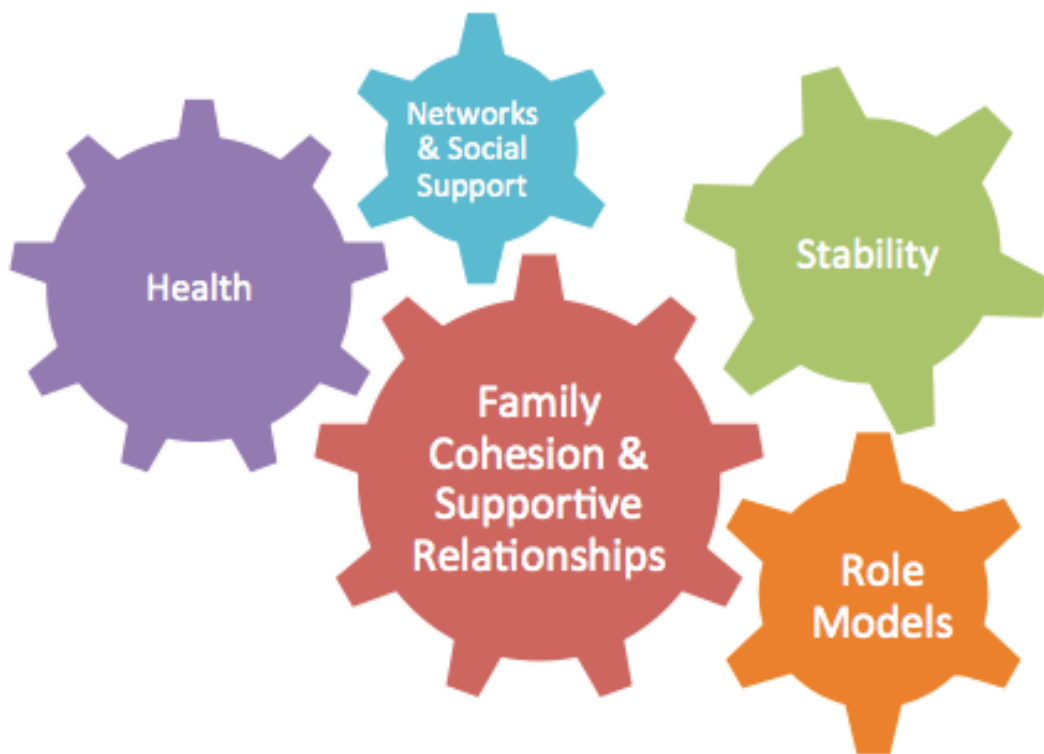 Networks
& Social
Support
Health
Stability
Family
Cohesion &
Supportive
Relationships
Role
Models